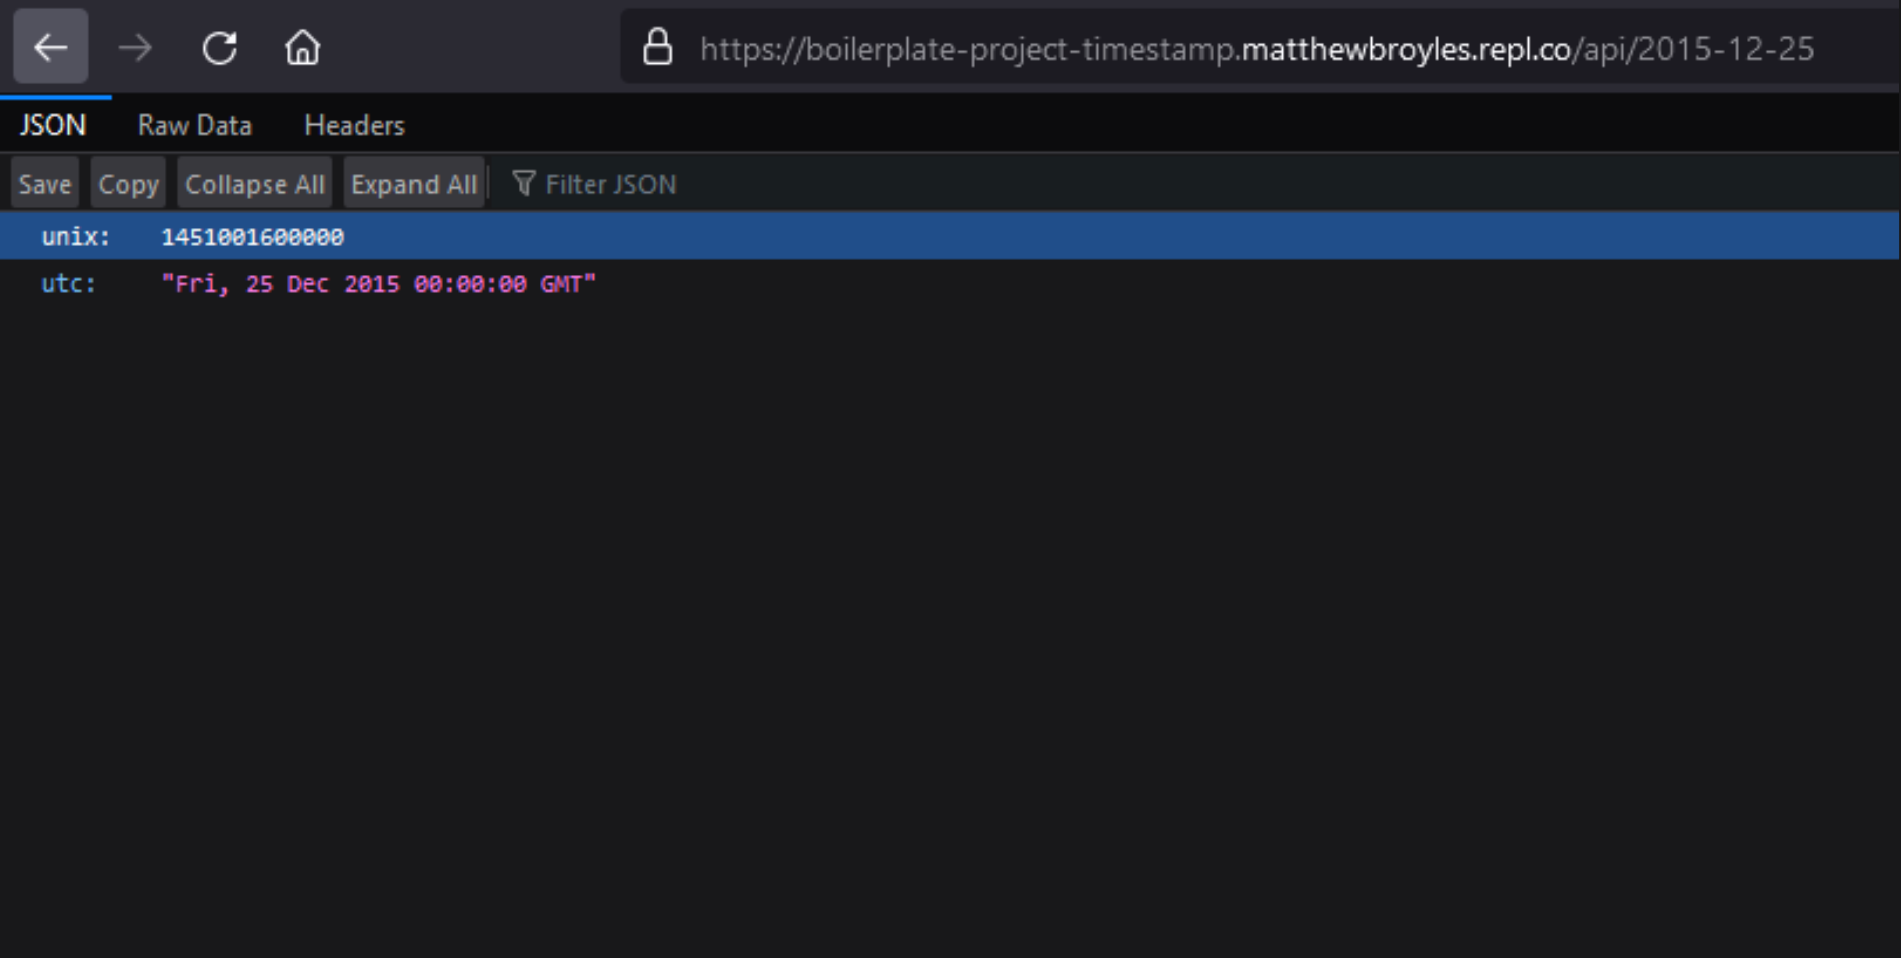 https://boilerplate-project-timestamp.matthewbroyles.repl.co/api/2015-12-25
JSON Raw Data Headers
Save Copy Collapse All Expand All Filter JSON
unix: 1451001600000
utc: "Fri, 25 Dec 2015 00:00:00 GMT"